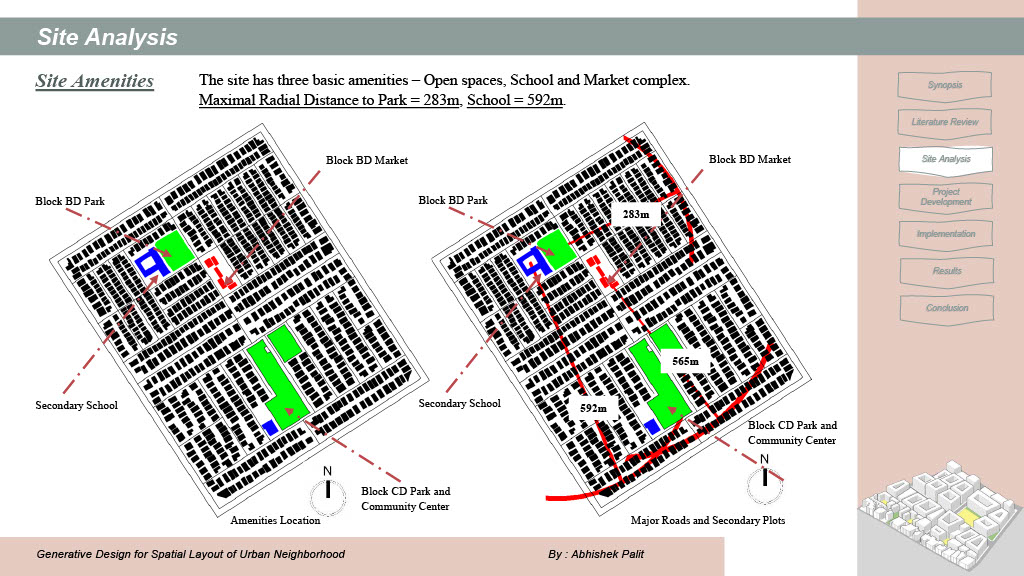 Site Analysis
Site Amenities
The site has three basic amenities – Open spaces, School and Market complex.
Maximal Radial Distance to Park = 283m, School = 592m.
Block BD Market
Block BD Park
Secondary School
Block CD Park and
Community Center
N
Amenities Location
Block BD Market
Block BD Park
283m
565m
592m
Secondary School
Block CD Park and
Community Center
N
Major Roads and Secondary Plots
Synopsis
Literature Review
Site Analysis
Project
Development
Implementation
Results
Conclusion
Generative Design for Spatial Layout of Urban Neighborhood
By : Abhishek Palit